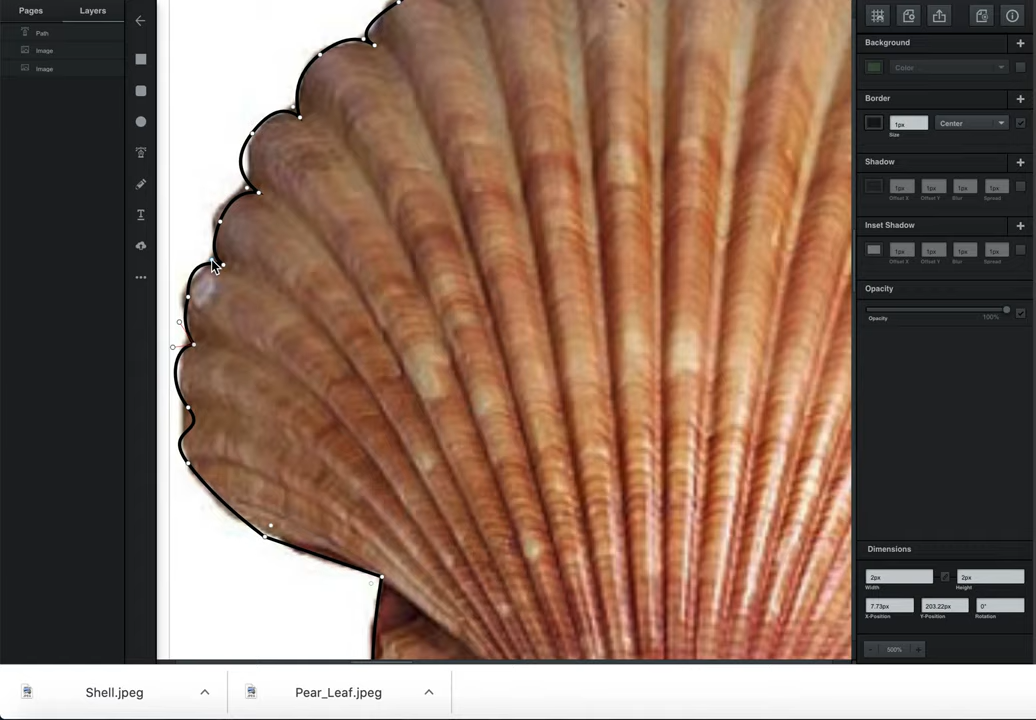 Pages
Layers
Path
Image
Image
Background
Color
Border
1px
Center
Size
Shadow
1px
1px
1px
1px
Offset X
Offset Y
Blur
Spread
Inset Shadow
1px
1px
1px
1px
Offset X
Offset Y
Blur
Spread
Opacity
Opacity
100%
Dimensions
2px
2px
Width
Height
7.73px
203.22px
0°
X-Position
Y-Position
Rotation
- 500% +
Shell.jpeg
Pear_Leaf.jpeg